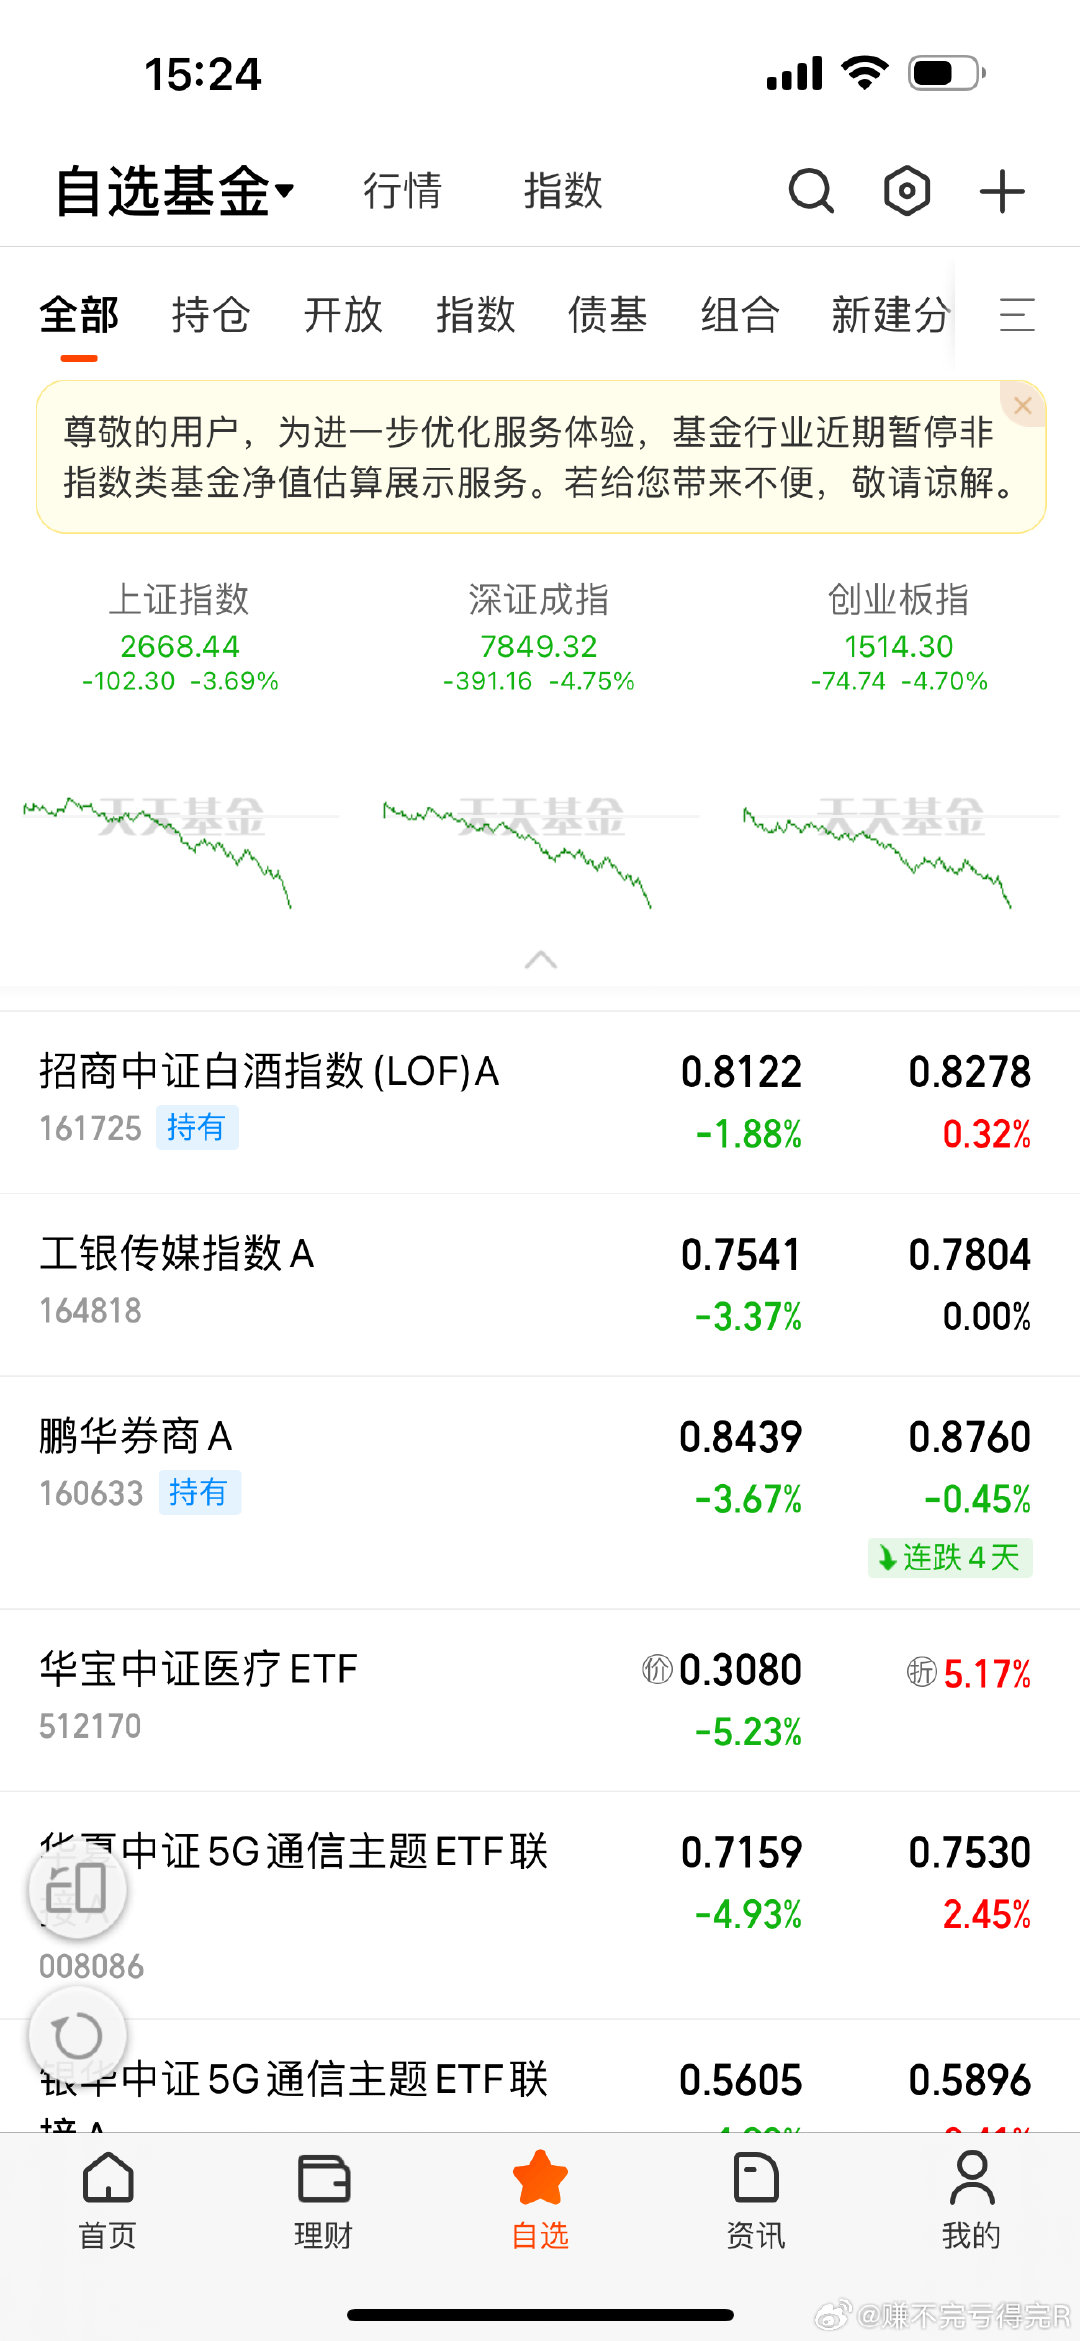 15:24
自选基金 行情 指数
全部 持仓 开放 指数 债基 组合 新建分
尊敬的用户，为进一步优化服务体验，基金行业近期暂停非
指数类基金净值估算展示服务。若给您带来不便，敬请谅解。
上证指数 深证成指 创业板指
2668.44 7849.32 1514.30
-102.30 -3.69% -391.16 -4.75% -74.74 -4.70%
天天基金 天天基金 天天基金
招商中证白酒指数(LOF)A 0.8122 0.8278
161725 持有 -1.88% 0.32%
工银传媒指数A 0.7541 0.7804
164818 -3.37% 0.00%
鹏华券商A 0.8439 0.8760
160633 持有 -3.67% -0.45%
连跌4天
华宝中证医疗ETF 价 0.3080 折 5.17%
512170 -5.23%
华夏中证5G通信主题ETF联 0.7159 0.7530
接A -4.93% 2.45%
008086
银华中证5G通信主题ETF联 0.5605 0.5896
接A
首页 理财 自选 资讯 我的
@赚不完亏得完R